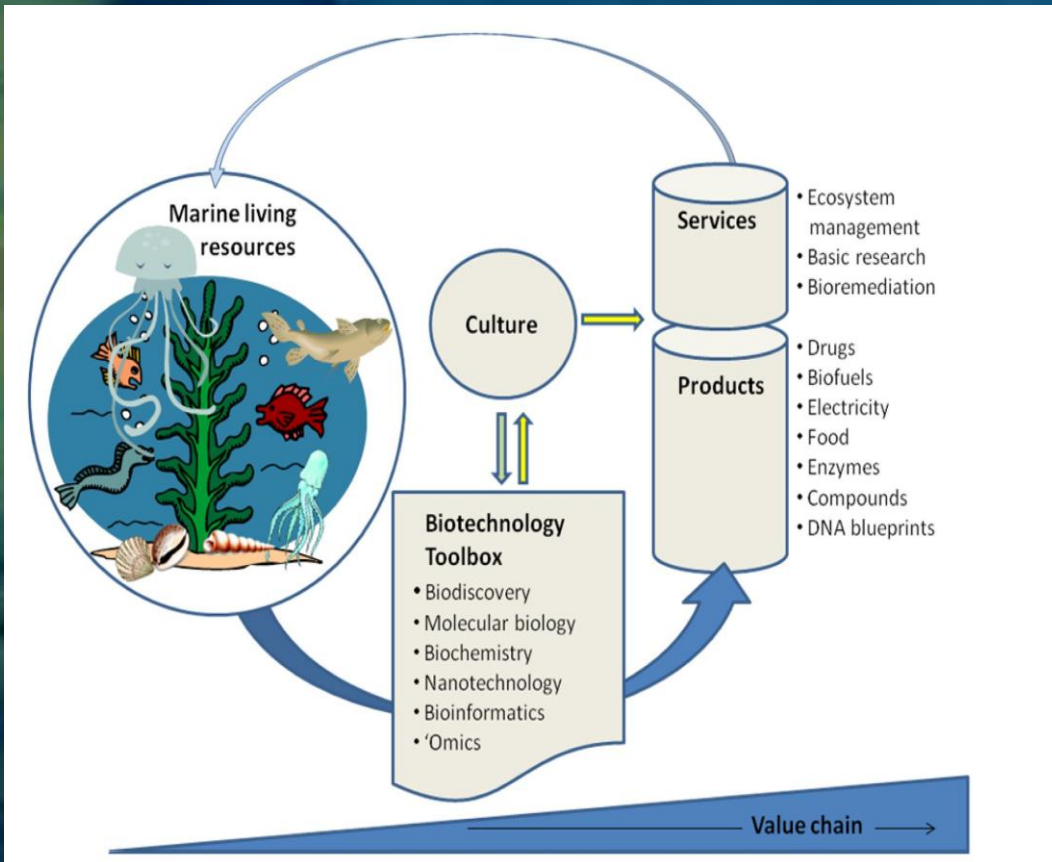 Marine living
resources
Culture
Biotechnology
Toolbox
• Biodiscovery
• Molecular biology
• Biochemistry
• Nanotechnology
• Bioinformatics
• ‘Omics
Services
• Ecosystem
management
• Basic research
• Bioremediation
Products
• Drugs
• Biofuels
• Electricity
• Food
• Enzymes
• Compounds
• DNA blueprints
Value chain